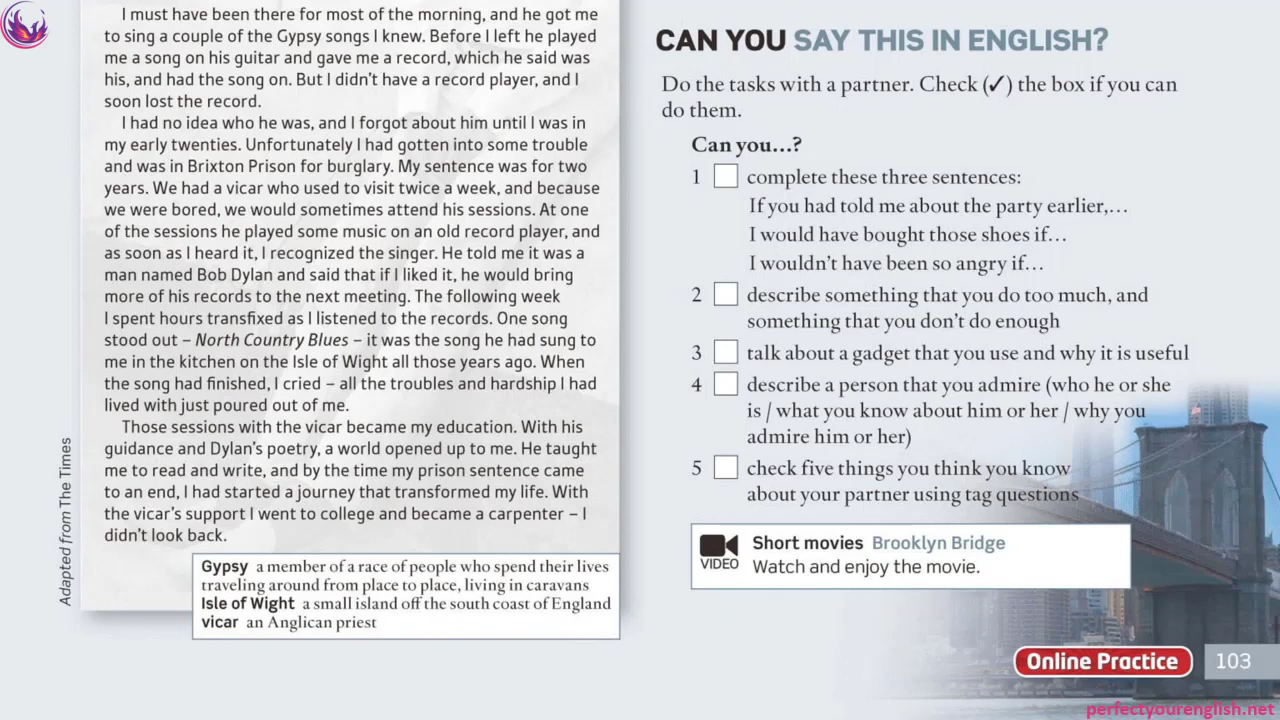 I must have been there for most of the morning, and he got me
to sing a couple of the Gypsy songs I knew. Before I left he played
me a song on his guitar and gave me a record, which he said was
his, and had the song on. But I didn't have a record player, and I
soon lost the record.
I had no idea who he was, and I forgot about him until I was in
my early twenties. Unfortunately I had gotten into some trouble
and was in Brixton Prison for burglary. My sentence was for two
years. We had a vicar who used to visit twice a week, and because
we were bored, we would sometimes attend his sessions. At one
of the sessions he played some music on an old record player, and
as soon as I heard it, I recognized the singer. He told me it was a
man named Bob Dylan and said that if I liked it, he would bring
more of his records to the next meeting. The following week
I spent hours transfixed as I listened to the records. One song
stood out – North Country Blues – it was the song he had sung to
me in the kitchen on the Isle of Wight all those years ago. When
the song had finished, I cried – all the troubles and hardship I had
lived with just poured out of me.
Those sessions with the vicar became my education. With his
guidance and Dylan's poetry, a world opened up to me. He taught
me to read and write, and by the time my prison sentence came
to an end, I had started a journey that transformed my life. With
the vicar's support I went to college and became a carpenter – I
didn't look back.
Adapted from The Times
Gypsy a member of a race of people who spend their lives
traveling around from place to place, living in caravans
Isle of Wight a small island off the south coast of England
vicar an Anglican priest
CAN YOU SAY THIS IN ENGLISH?
Do the tasks with a partner. Check (✓) the box if you can
do them.
Can you...?
1 complete these three sentences:
If you had told me about the party earlier,...
I would have bought those shoes if...
I wouldn't have been so angry if...
2 describe something that you do too much, and
something that you don't do enough
3 talk about a gadget that you use and why it is useful
4 describe a person that you admire (who he or she
is / what you know about him or her / why you
admire him or her)
5 check five things you think you know
about your partner using tag questions
VIDEO
Short movies Brooklyn Bridge
Watch and enjoy the movie.
Online Practice
103
perfectyourenglish.net